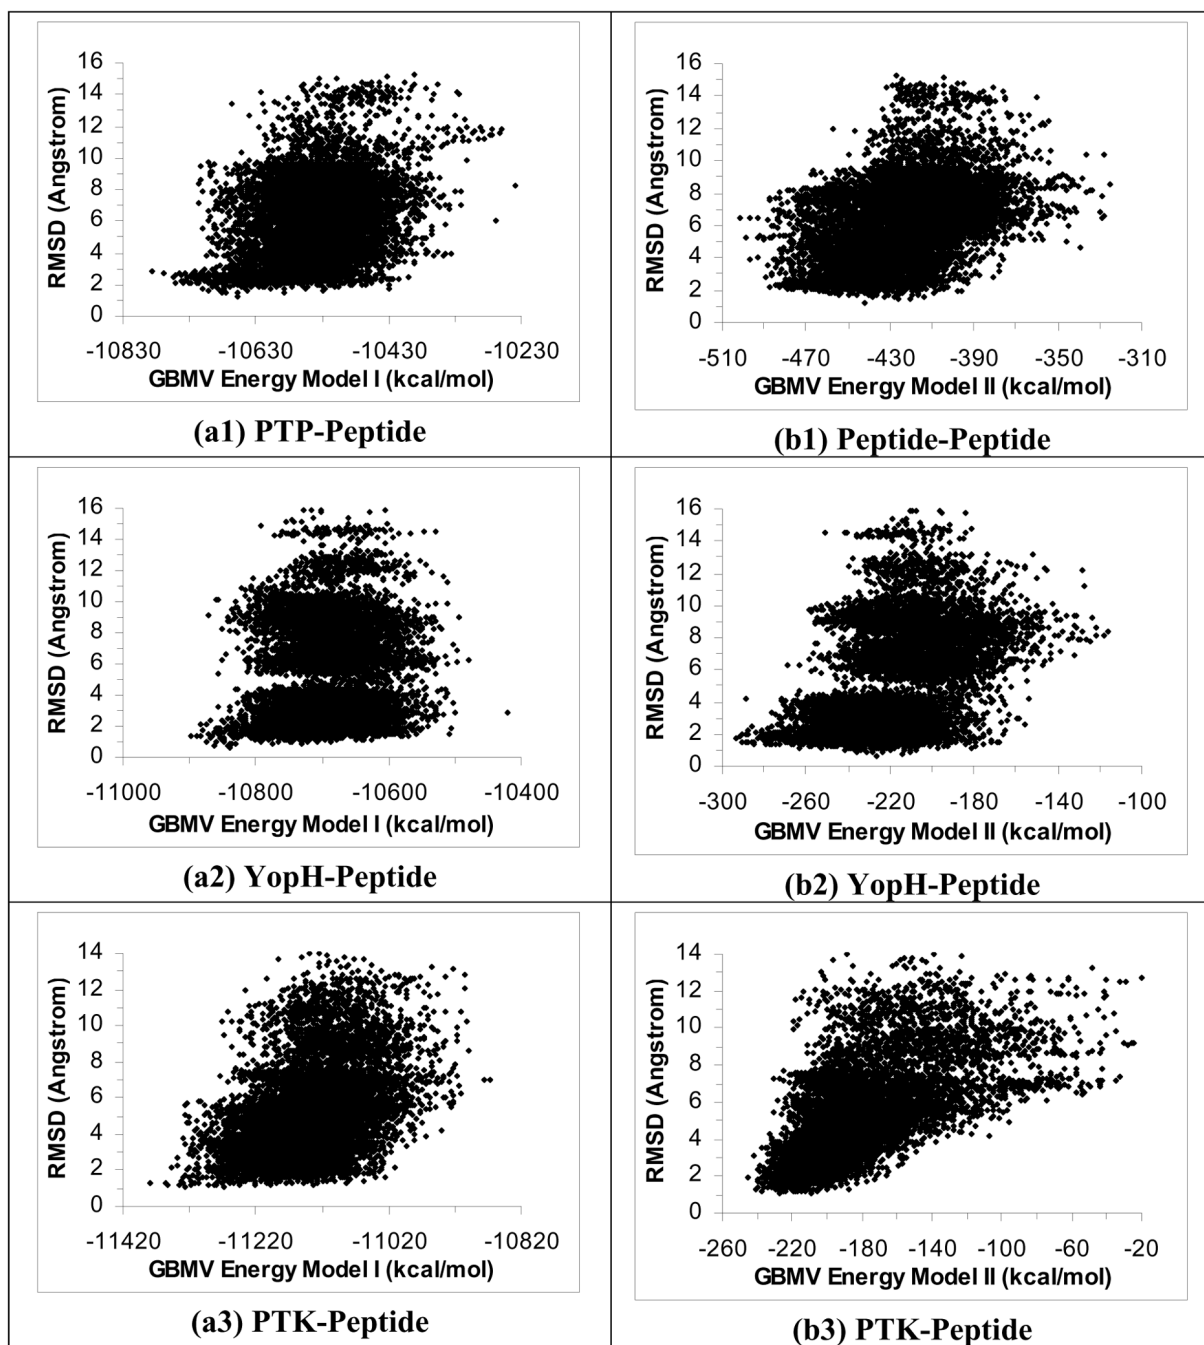 16
14
12
10
8
6
4
2
0
RMSD (Angstrom)
-10830 -10630 -10430 -10230
GBMV Energy Model I (kcal/mol)
(a1) PTP-Peptide
16
14
12
10
8
6
4
2
0
RMSD (Angstrom)
-510 -470 -430 -390 -350 -310
GBMV Energy Model II (kcal/mol)
(b1) Peptide-Peptide
16
14
12
10
8
6
4
2
0
RMSD (Angstrom)
-11000 -10800 -10600 -10400
GBMV Energy Model I (kcal/mol)
(a2) YopH-Peptide
16
14
12
10
8
6
4
2
0
RMSD (Angstrom)
-300 -260 -220 -180 -140 -100
GBMV Energy Model II (kcal/mol)
(b2) YopH-Peptide
14
12
10
8
6
4
2
0
RMSD (Angstrom)
-11420 -11220 -11020 -10820
GBMV Energy Model I (kcal/mol)
(a3) PTK-Peptide
14
12
10
8
6
4
2
0
RMSD (Angstrom)
-260 -220 -180 -140 -100 -60 -20
GBMV Energy Model II (kcal/mol)
(b3) PTK-Peptide